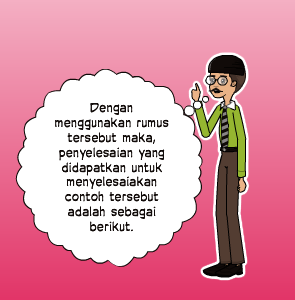 Dengan
menggunakan rumus
tersebut maka,
penyelesaian yang
didapatkan untuk
menyelesaiakan
contoh tersebut
adalah sebagai
berikut.